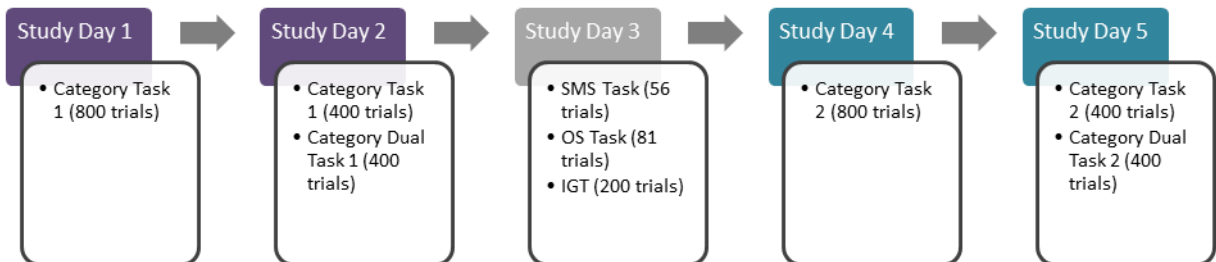 Study Day 1
• Category Task
1 (800 trials)
Study Day 2
• Category Task
1 (400 trials)
• Category Dual
Task 1 (400
trials)
Study Day 3
• SMS Task (56
trials)
• OS Task (81
trials)
• IGT (200 trials)
Study Day 4
• Category Task
2 (800 trials)
Study Day 5
• Category Task
2 (400 trials)
• Category Dual
Task 2 (400
trials)